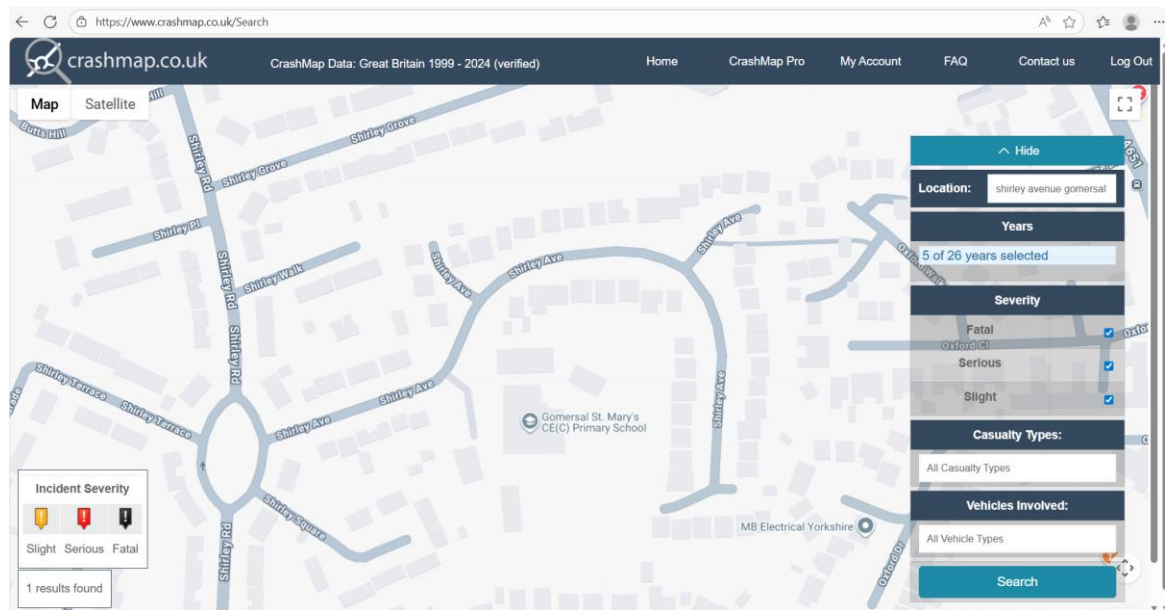 https://www.crashmap.co.uk/Search
crashmap.co.uk
CrashMap Data: Great Britain 1999 - 2024 (verified)
Home
CrashMap Pro
My Account
FAQ
Contact us
Log Out
Map
Satellite
Butts Hill
Shirley Rd
Shirley Grove
Shirley Grove
A651
Hide
Location:
shirley avenue gomersal
Years
5 of 26 years selected
Severity
Fatal
Serious
Slight
Casualty Types:
All Casualty Types
Vehicles Involved:
All Vehicle Types
Search
Shirley Pl
Shirley Walk
Shirley Rd
Shirley Ave
Shirley Ave
Shirley Ave
Oxford Walk
Oxford Cl
Shirley Rd
Shirley Terrace
Shirley Terrace
Shirley Ave
Shirley Ave
Shirley Ave
Gomersal St. Mary's
CE(C) Primary School
Shirley Square
Shirley Rd
MB Electrical Yorkshire
Oxford Dr
Incident Severity
Slight Serious Fatal
1 results found